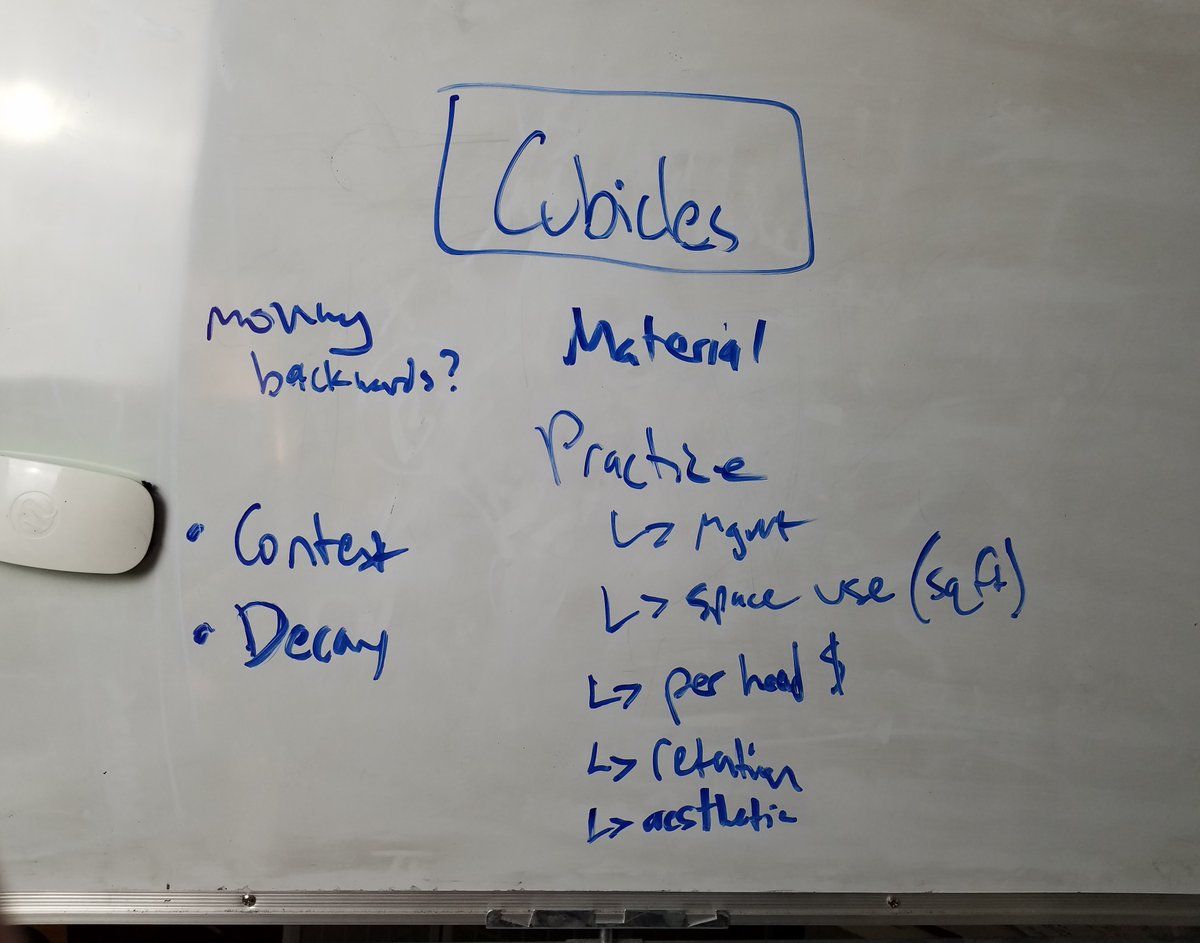 Cubicles
moving
backwards?
Material
Practice
• Context
↳ Mgmt
↳ space use (sq ft)
• Decay
↳ per head $
↳ retention
↳ aesthetic